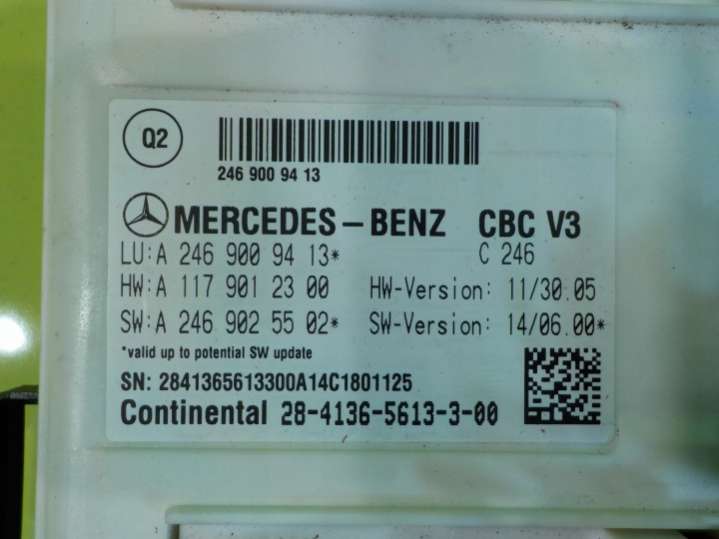 Q2
246 900 94 13
MERCEDES-BENZ CBC V3
LU:A 246 900 94 13* C 246
HW:A 117 901 23 00 HW-Version: 11/30.05
SW:A 246 902 55 02* SW-Version: 14/06.00*
*valid up to potential SW update
SN: 2841365613300A14C1801125
Continental 28-4136-5613-3-00